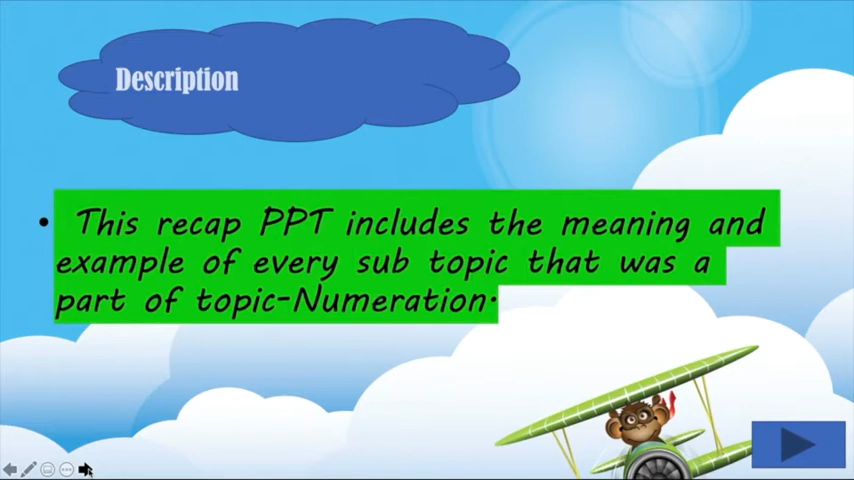 Description
• This recap PPT includes the meaning and
example of every sub topic that was a
part of topic-Numeration.